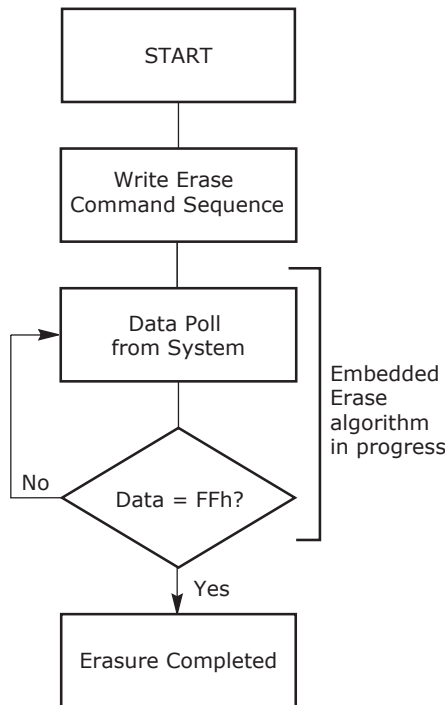 START
Write Erase
Command Sequence
Data Poll
from System
Embedded
Erase
algorithm
in progress
No
Data = FFh?
Yes
Erasure Completed